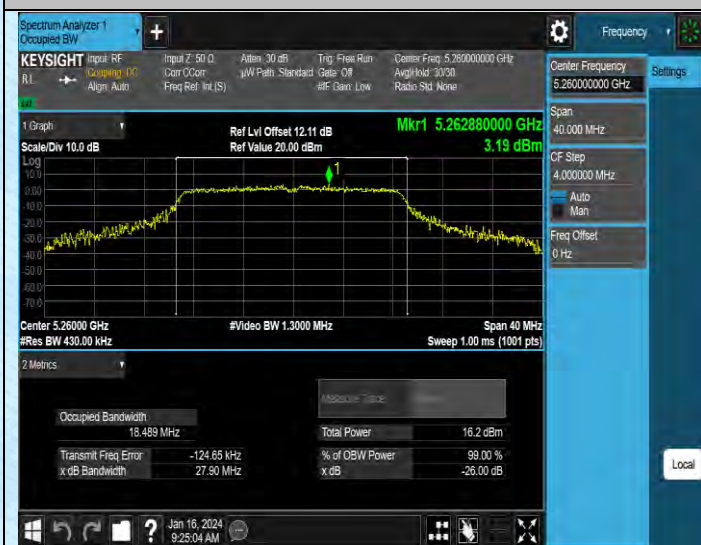 Spectrum Analyzer 1
Occupied BW
+
Frequency
KEYSIGHT Input: RF
RL
Coupling: DC
Align: Auto
Input Z: 50 Ω
Corr CCorr
Freq Ref: Int (S)
Atten: 30 dB
µW Path: Standard
Trig: Free Run
Gate: Off
#IF Gain: Low
Center Freq: 5.260000000 GHz
Avg|Hold: 30/30
Radio Std: None
Center Frequency
5.260000000 GHz
Settings
Span
40.000 MHz
CF Step
4.000000 MHz
Auto
Man
Freq Offset
0 Hz
1 Graph
Scale/Div 10.0 dB
Ref Lvl Offset 12.11 dB
Ref Value 20.00 dBm
Mkr1 5.262880000 GHz
3.19 dBm
Log
10.0
0.00
-10.0
-20.0
-30.0
-40.0
-50.0
-60.0
-70.0
1
Center 5.26000 GHz
#Res BW 430.00 kHz
#Video BW 1.3000 MHz
Span 40 MHz
Sweep 1.00 ms (1001 pts)
2 Metrics
Measure Trace
Occupied Bandwidth
18.489 MHz
Total Power 16.2 dBm
Transmit Freq Error -124.65 kHz
% of OBW Power 99.00 %
x dB Bandwidth 27.90 MHz
x dB -26.00 dB
Local
?
Jan 16, 2024
9:25:04 AM